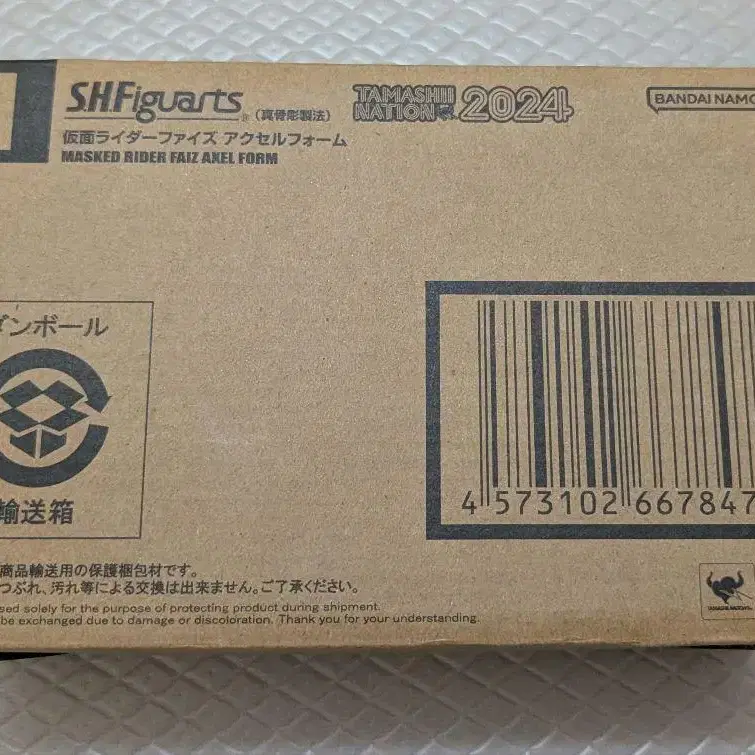 S.H.Figuarts (真骨彫製法)
TAMASHII NATION 2024
BANDAI NAMCO
仮面ライダーファイズ アクセルフォーム
MASKED RIDER FAIZ AXEL FORM
ンボール
輸送箱
4 573102 667847
商品輸送用の保護梱包材です。
つぶれ、汚れ等による交換は出来ません。ご了承ください。
sed solely for the purpose of protecting product during shipment.
be exchanged due to damage or discoloration. Thank you for your understanding.
TAMASHII NATIONS